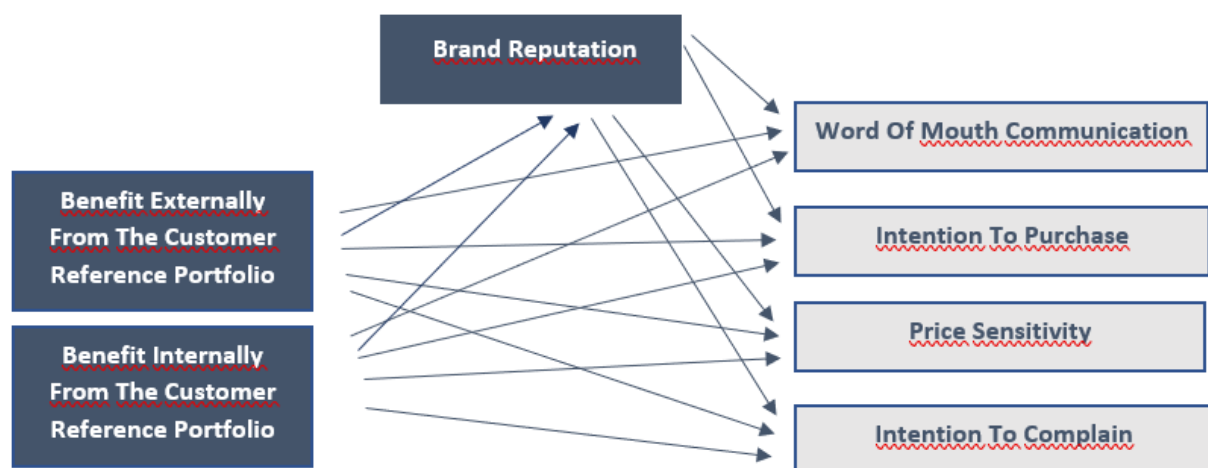 Brand Reputation
Word Of Mouth Communication
Benefit Externally
From The Customer
Reference Portfolio
Intention To Purchase
Price Sensitivity
Benefit Internally
From The Customer
Reference Portfolio
Intention To Complain